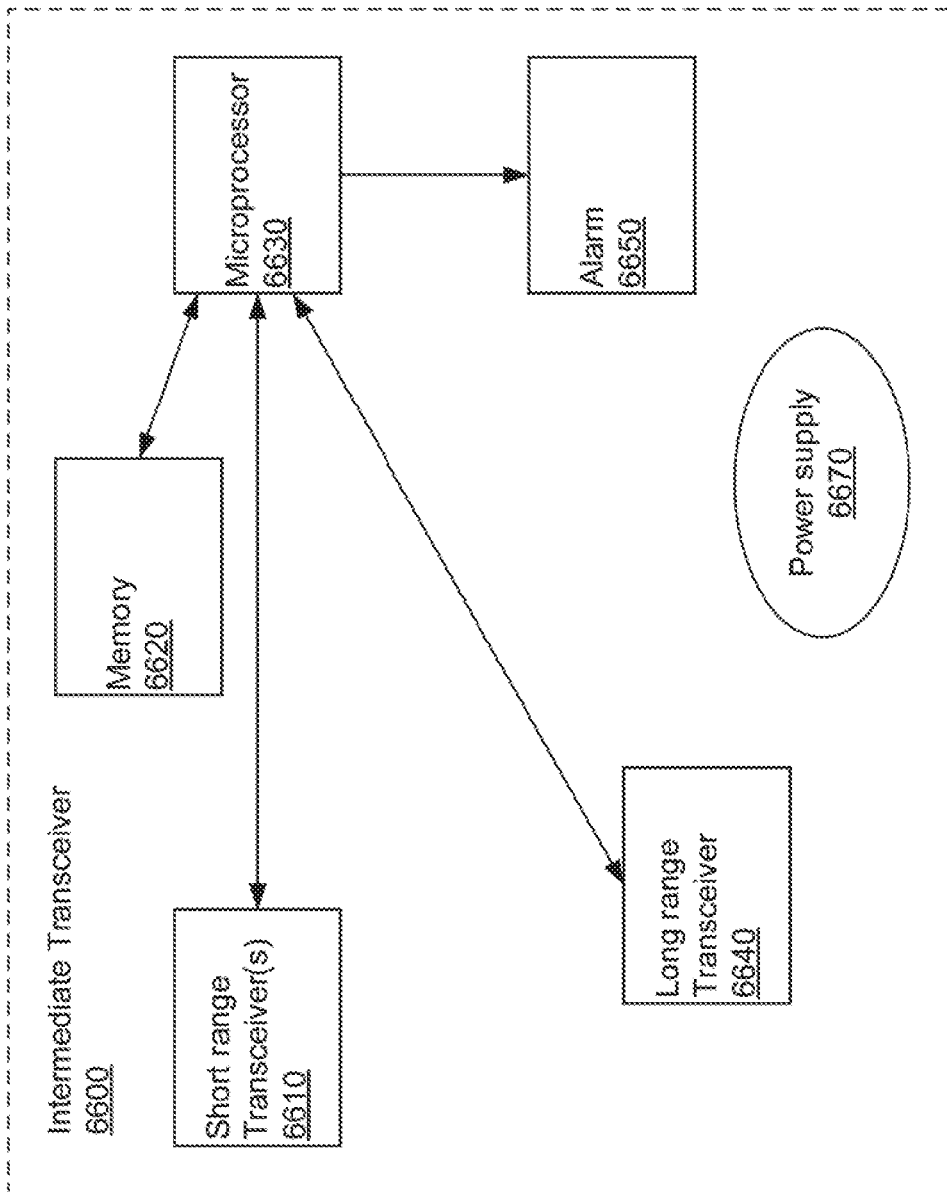 Intermediate Transceiver
6600
Memory
6620
Short range
Transceiver(s)
6610
Microprocessor
6630
Long range
Transceiver
6640
Alarm
6650
Power supply
6670